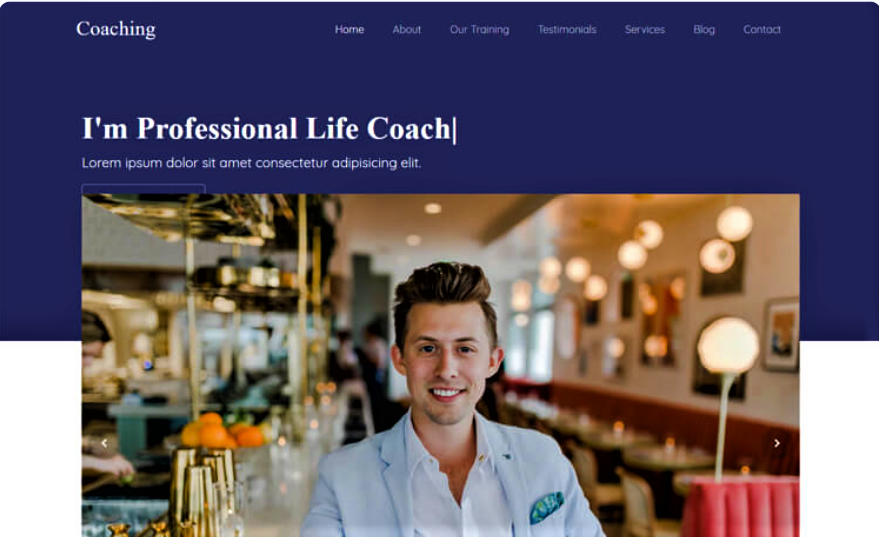 Coaching
Home About Our Training Testimonials Services Blog Contact
I'm Professional Life Coach|
Lorem ipsum dolor sit amet consectetur adipisicing elit.